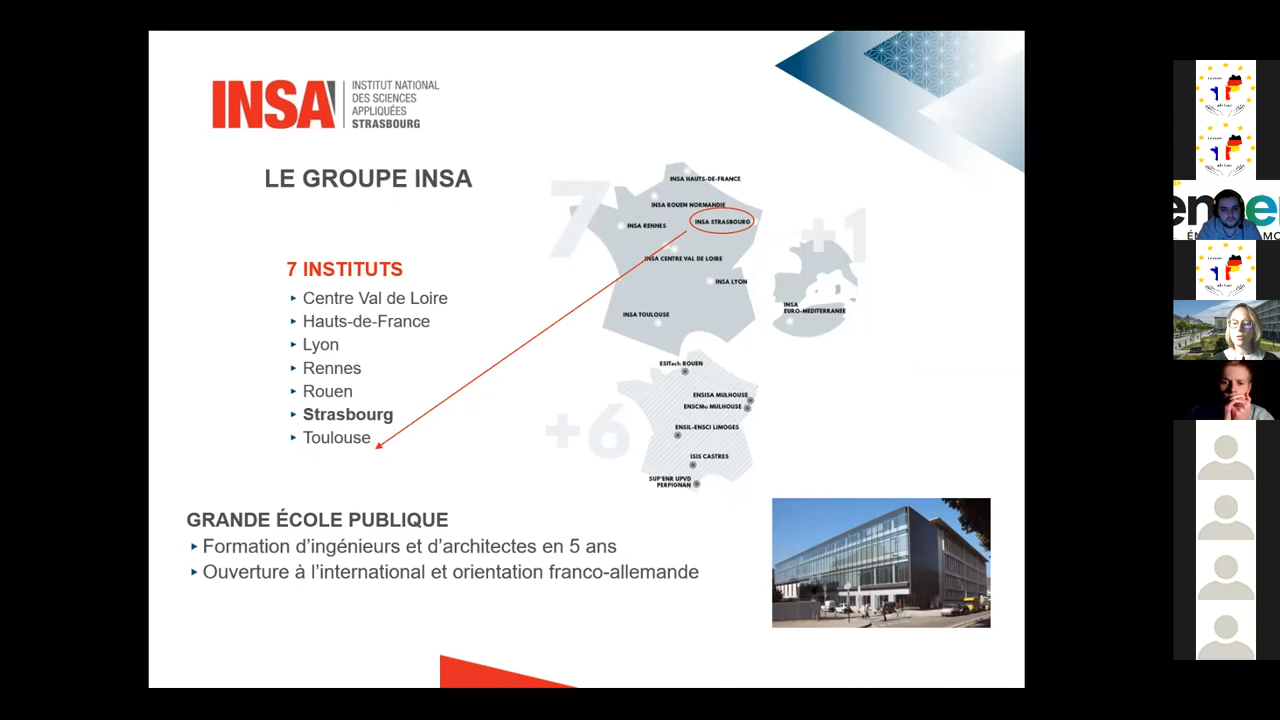 INSA
INSTITUT NATIONAL
DES SCIENCES
APPLIQUÉES
STRASBOURG
LE GROUPE INSA
7 INSTITUTS
Centre Val de Loire
Hauts-de-France
Lyon
Rennes
Rouen
Strasbourg
Toulouse
7
INSA HAUTS-DE-FRANCE
INSA ROUEN NORMANDIE
INSA STRASBOURG
INSA RENNES
INSA CENTRE VAL DE LOIRE
INSA LYON
INSA TOULOUSE
+1
INSA
EURO-MEDITERRANEE
+6
ESITech ROUEN
ENSISA MULHOUSE
ENSCMu MULHOUSE
ENSIL-ENSCI LIMOGES
ISIS CASTRES
SUP'ENR UPVD
PERPIGNAN
GRANDE ÉCOLE PUBLIQUE
Formation d'ingénieurs et d'architectes en 5 ans
Ouverture à l'international et orientation franco-allemande